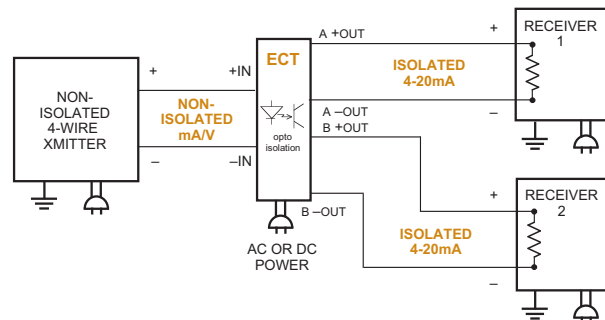 NON-
ISOLATED
4-WIRE
XMITTER
+
–
NON-
ISOLATED
mA/V
+IN
–IN
ECT
opto
isolation
AC OR DC
POWER
A +OUT
ISOLATED
4-20mA
A –OUT
B +OUT
B –OUT
ISOLATED
4-20mA
+
–
RECEIVER
1
+
–
RECEIVER
2